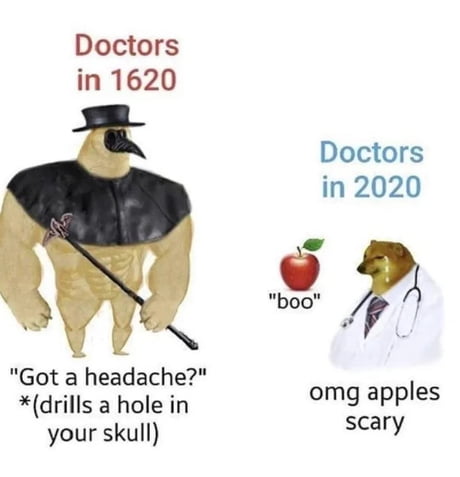 Doctors
in 1620
"Got a headache?"
*(drills a hole in
your skull)
Doctors
in 2020
"boo"
omg apples
scary